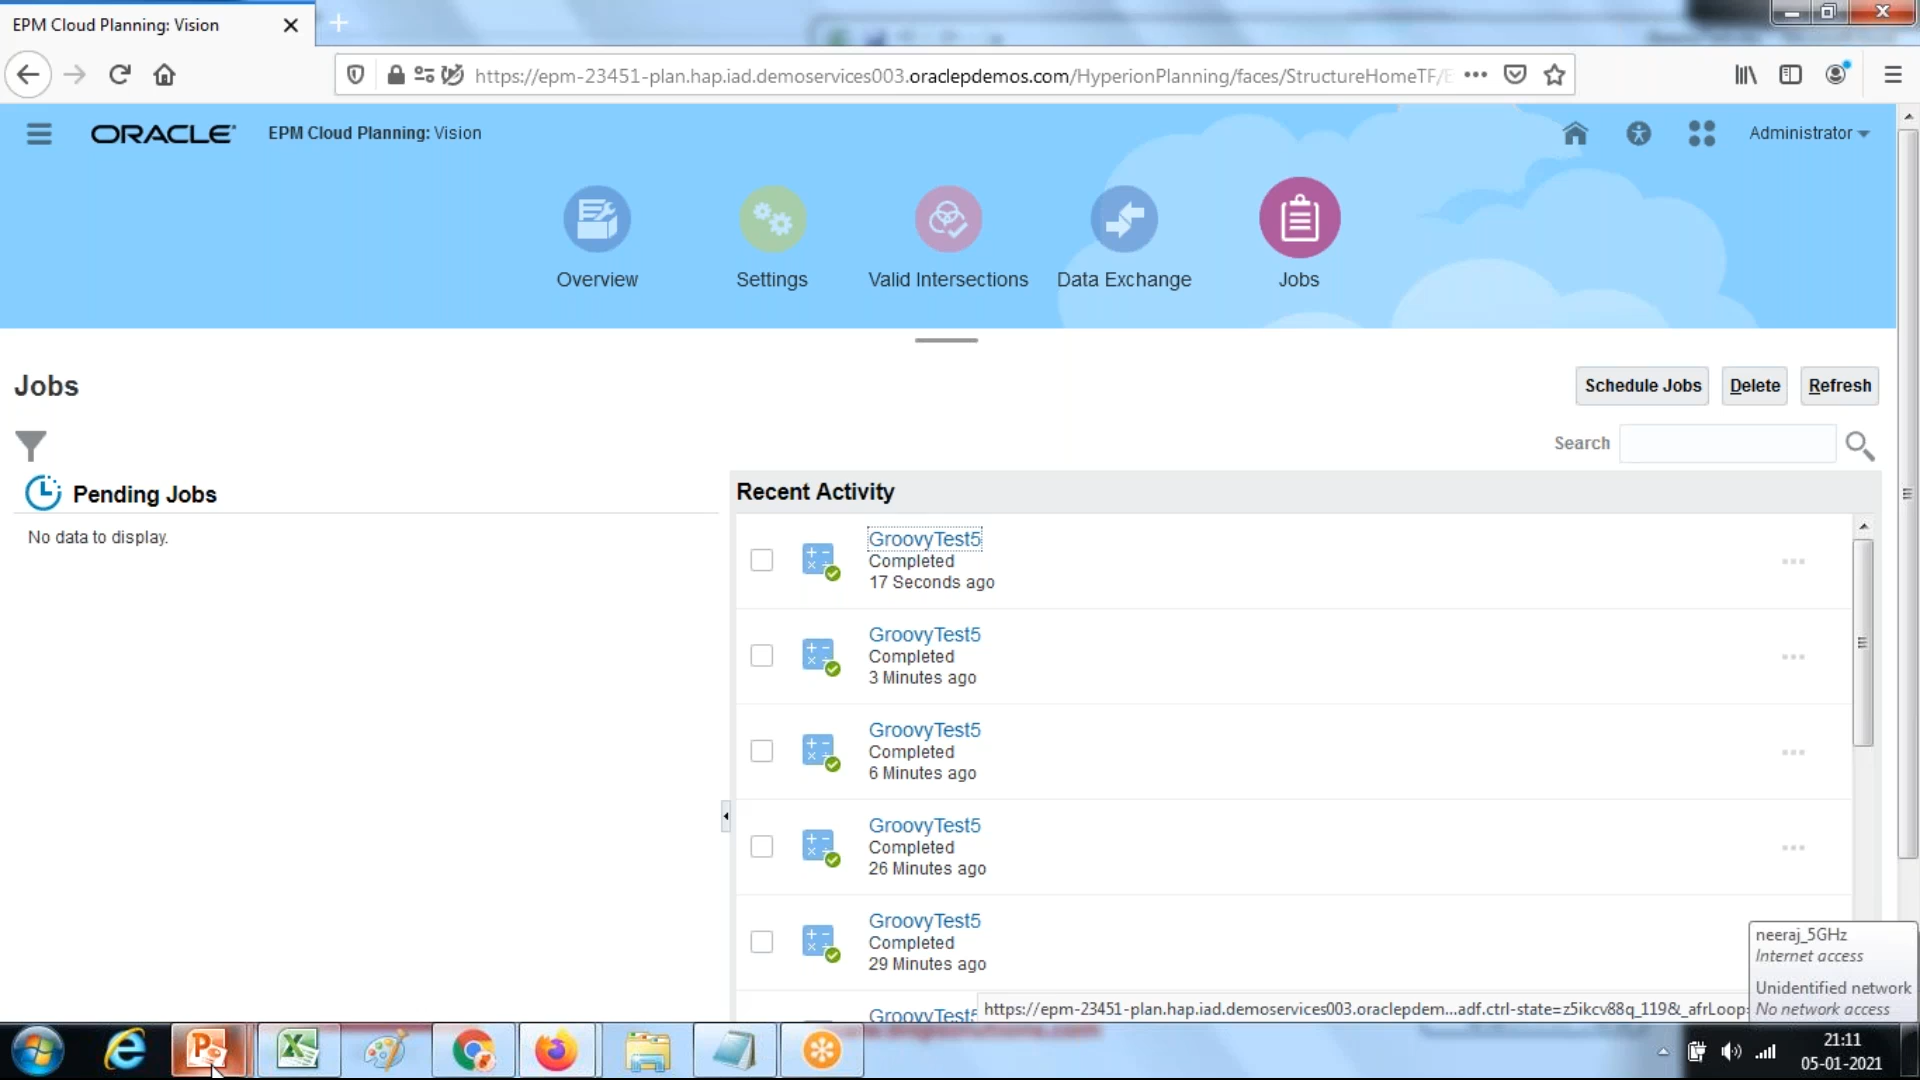 EPM Cloud Planning: Vision
https://epm-23451-plan.hap.iad.demoservices003.oraclepdemos.com/HyperionPlanning/faces/StructureHomeTF/
ORACLE EPM Cloud Planning: Vision
Administrator
Overview
Settings
Valid Intersections
Data Exchange
Jobs
Jobs
Schedule Jobs
Delete
Refresh
Search
Pending Jobs
No data to display.
Recent Activity
GroovyTest5
Completed
17 Seconds ago
GroovyTest5
Completed
3 Minutes ago
GroovyTest5
Completed
6 Minutes ago
GroovyTest5
Completed
26 Minutes ago
GroovyTest5
Completed
29 Minutes ago
neeraj_5GHz
Internet access
Unidentified network
No network access
https://epm-23451-plan.hap.iad.demoservices003.oraclepdem...adf.ctrl-state=z5ikcv88q_119&_afrLoop
21:11
05-01-2021